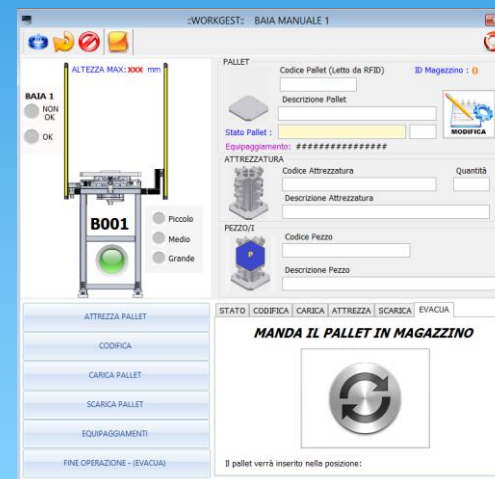 ::WORKGEST:: BAIA MANUALE 1
ALTEZZA MAX: XXX mm
BAIA 1
NON OK
OK
B001
Piccolo
Medio
Grande
PALLET
Codice Pallet (Letto da RFID)
ID Magazzino : ()
Descrizione Pallet
MODIFICA
Stato Pallet :
Equipaggiamento: ################
ATTREZZATURA
Codice Attrezzatura
Quantità
Descrizione Attrezzatura
PEZZO/I
Codice Pezzo
P
Descrizione Pezzo
ATTREZZA PALLET
CODIFICA
CARICA PALLET
SCARICA PALLET
EQUIPAGGIAMENTI
FINE OPERAZIONE - (EVACUA)
STATO CODIFICA CARICA ATTREZZA SCARICA EVACUA
MANDA IL PALLET IN MAGAZZINO
Il pallet verrà inserito nella posizione: